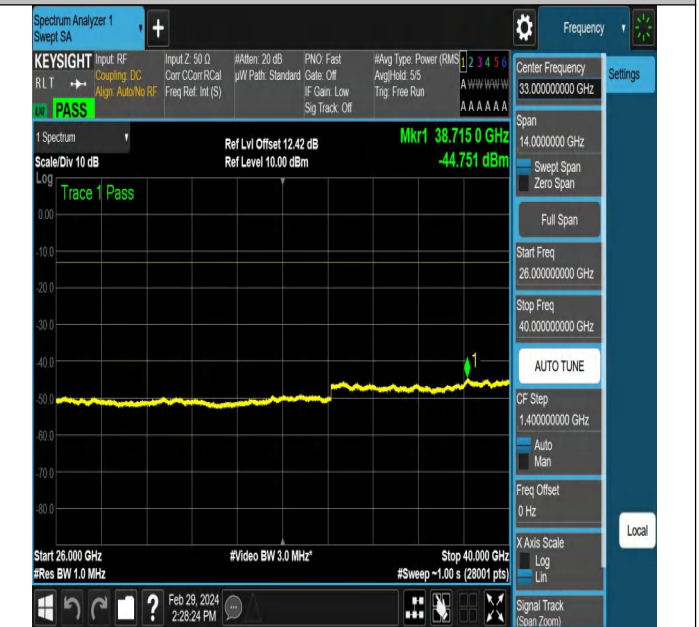 Spectrum Analyzer 1
Swept SA
Frequency
KEYSIGHT
RLT
PASS
Input: RF
Coupling: DC
Align: Auto/No RF
Input Z: 50 Ω
Corr CCorr RCal
Freq Ref: Int (S)
#Atten: 20 dB
µW Path: Standard
PNO: Fast
Gate: Off
IF Gain: Low
Sig Track: Off
#Avg Type: Power (RMS
Avg|Hold: 5/5
Trig: Free Run
1 2 3 4 5 6
A W W W W W
A A A A A A
1 Spectrum
Scale/Div 10 dB
Ref Lvl Offset 12.42 dB
Ref Level 10.00 dBm
Mkr1 38.715 0 GHz
-44.751 dBm
Log
Trace 1 Pass
0.00
-10.0
-20.0
-30.0
-40.0
-50.0
-60.0
-70.0
-80.0
1
Start 26.000 GHz
#Res BW 1.0 MHz
#Video BW 3.0 MHz*
Stop 40.000 GHz
#Sweep ~1.00 s (28001 pts)
Feb 29, 2024
2:28:24 PM
Center Frequency
33.000000000 GHz
Settings
Span
14.0000000 GHz
Swept Span
Zero Span
Full Span
Start Freq
26.000000000 GHz
Stop Freq
40.000000000 GHz
AUTO TUNE
CF Step
1.400000000 GHz
Auto
Man
Freq Offset
0 Hz
X Axis Scale
Log
Lin
Local
Signal Track
(Span Zoom)